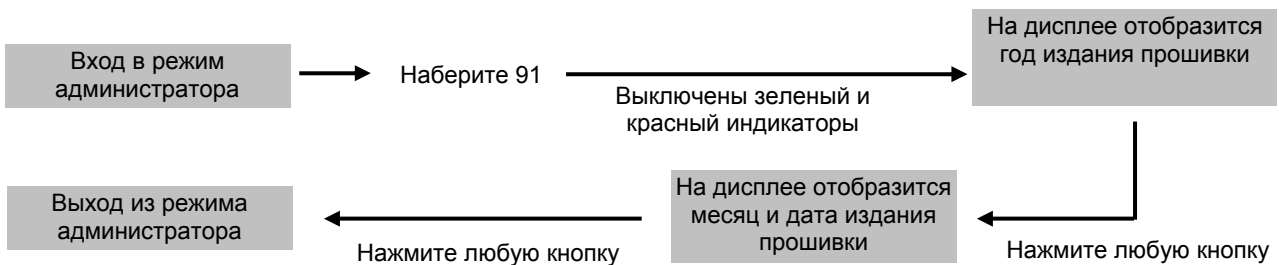 Вход в режим
администратора
Наберите 91
Выключены зеленый и
красный индикаторы
На дисплее отобразится
год издания прошивки
Нажмите любую кнопку
На дисплее отобразится
месяц и дата издания
прошивки
Нажмите любую кнопку
Выход из режима
администратора